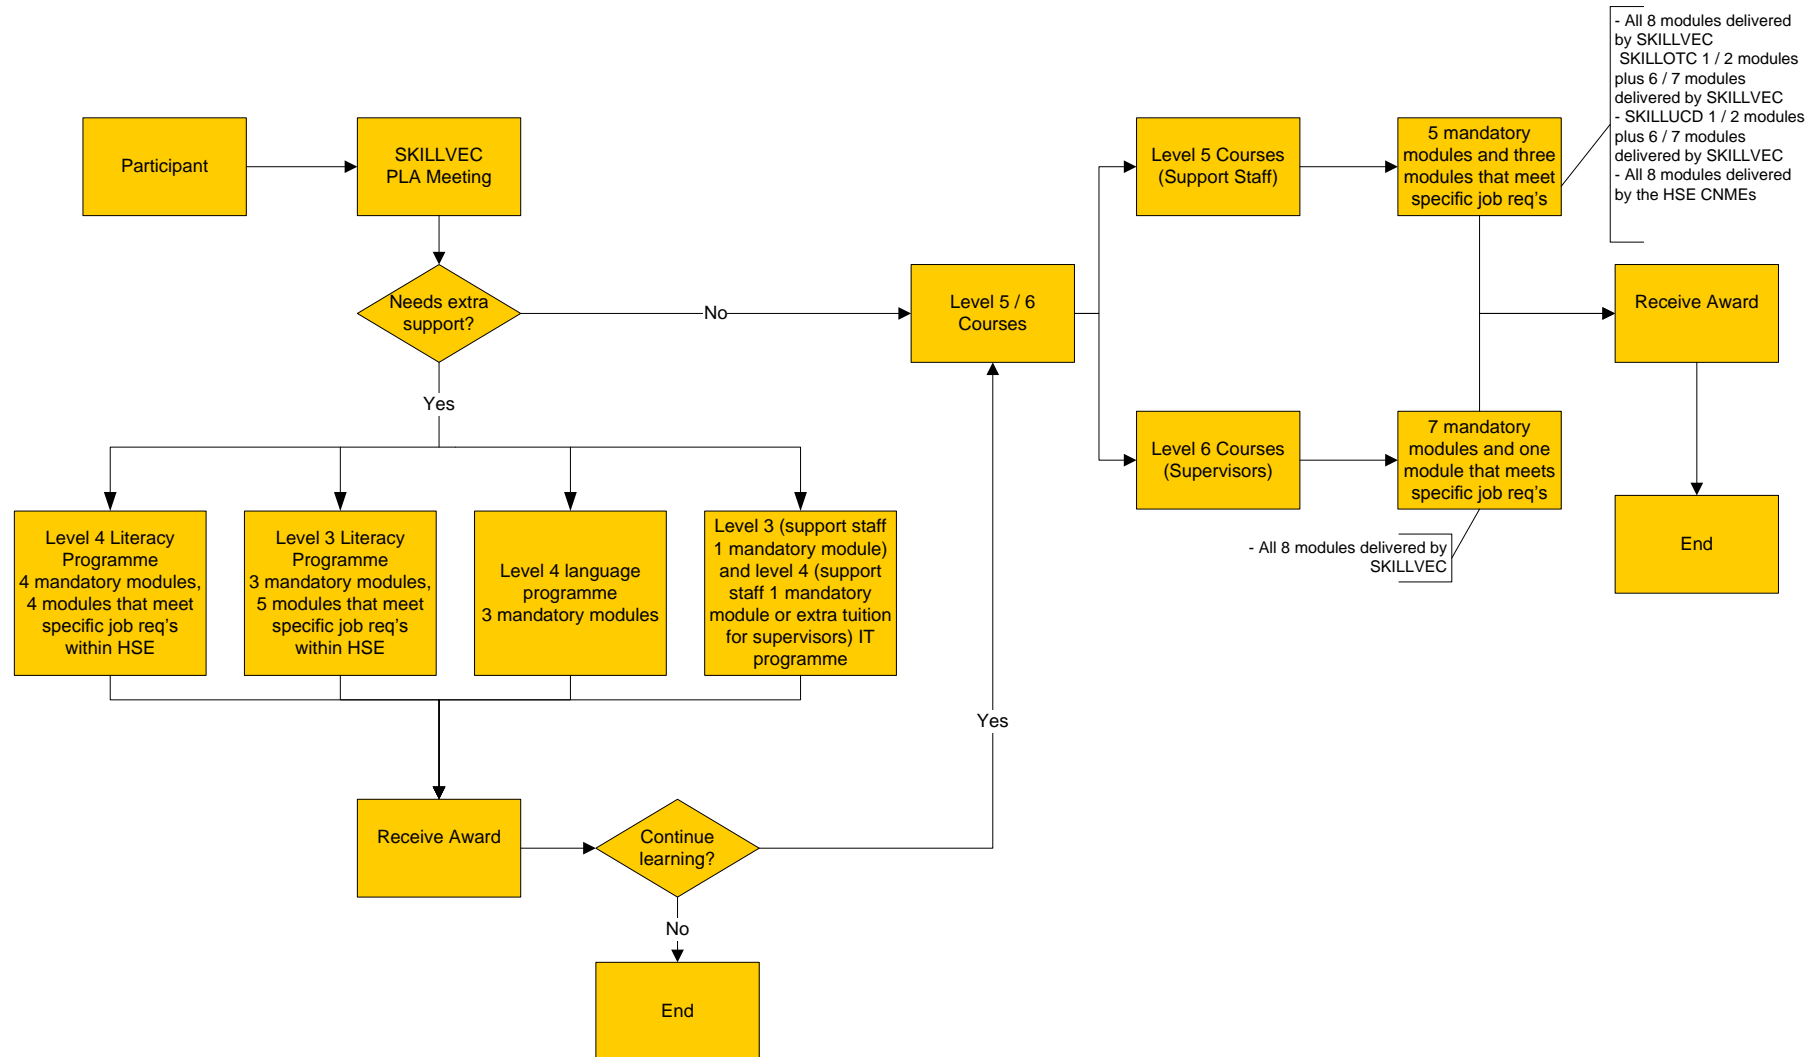 Participant
SKILLVEC
PLA Meeting
Needs extra
support?
No
Yes
Level 4 Literacy
Programme
4 mandatory modules,
4 modules that meet
specific job req's
within HSE
Level 3 Literacy
Programme
3 mandatory modules,
5 modules that meet
specific job req's
within HSE
Level 4 language
programme
3 mandatory modules
Level 3 (support staff
1 mandatory module)
and level 4 (support
staff 1 mandatory
module or extra tuition
for supervisors) IT
programme
Receive Award
Continue
learning?
Yes
No
End
Level 5 / 6
Courses
Level 5 Courses
(Support Staff)
5 mandatory
modules and three
modules that meet
specific job req's
- All 8 modules delivered
by SKILLVEC
SKILLOTC 1 / 2 modules
plus 6 / 7 modules
delivered by SKILLVEC
- SKILLUCD 1 / 2 modules
plus 6 / 7 modules
delivered by SKILLVEC
- All 8 modules delivered
by the HSE CNMEs
Level 6 Courses
(Supervisors)
7 mandatory
modules and one
module that meets
specific job req's
- All 8 modules delivered by
SKILLVEC
Receive Award
End